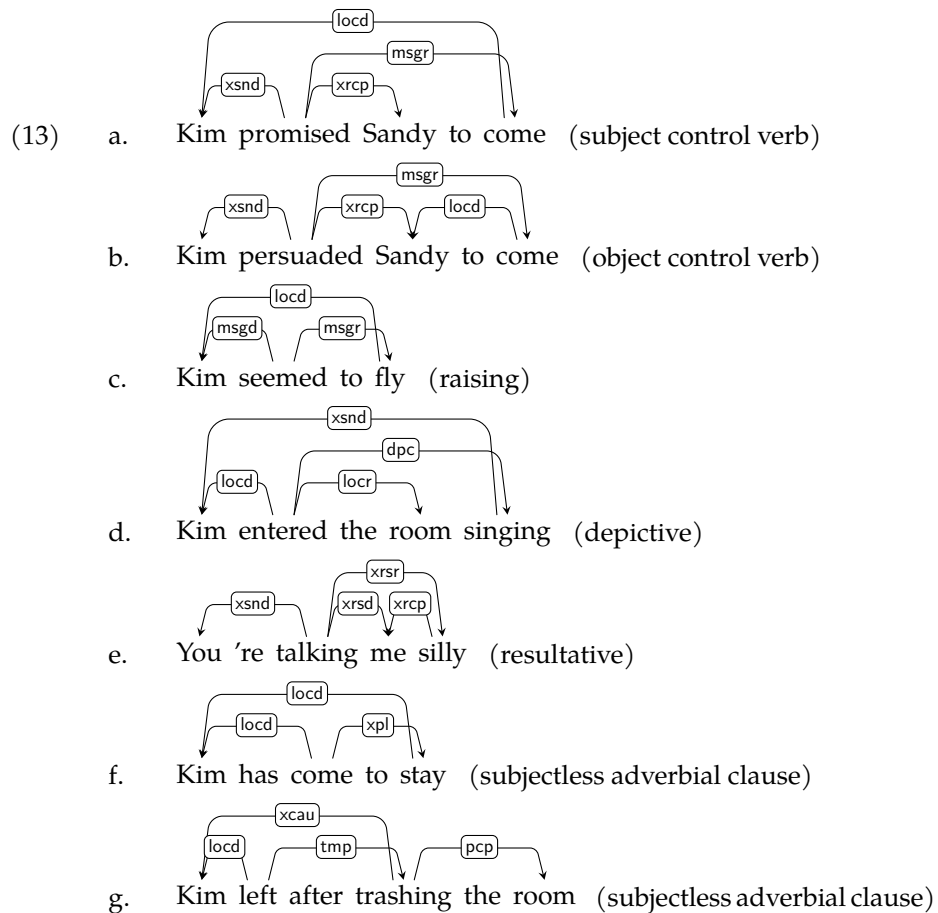 locd
msgr
xsnd xrcp
(13) a. Kim promised Sandy to come (subject control verb)
msgr
xsnd xrcp locd
b. Kim persuaded Sandy to come (object control verb)
locd
msgd msgr
c. Kim seemed to fly (raising)
xsnd
dpc
locd locr
d. Kim entered the room singing (depictive)
xrsr
xsnd xrsd xrcp
e. You 're talking me silly (resultative)
locd
locd xpl
f. Kim has come to stay (subjectless adverbial clause)
xcau
locd tmp pcp
g. Kim left after trashing the room (subjectless adverbial clause)